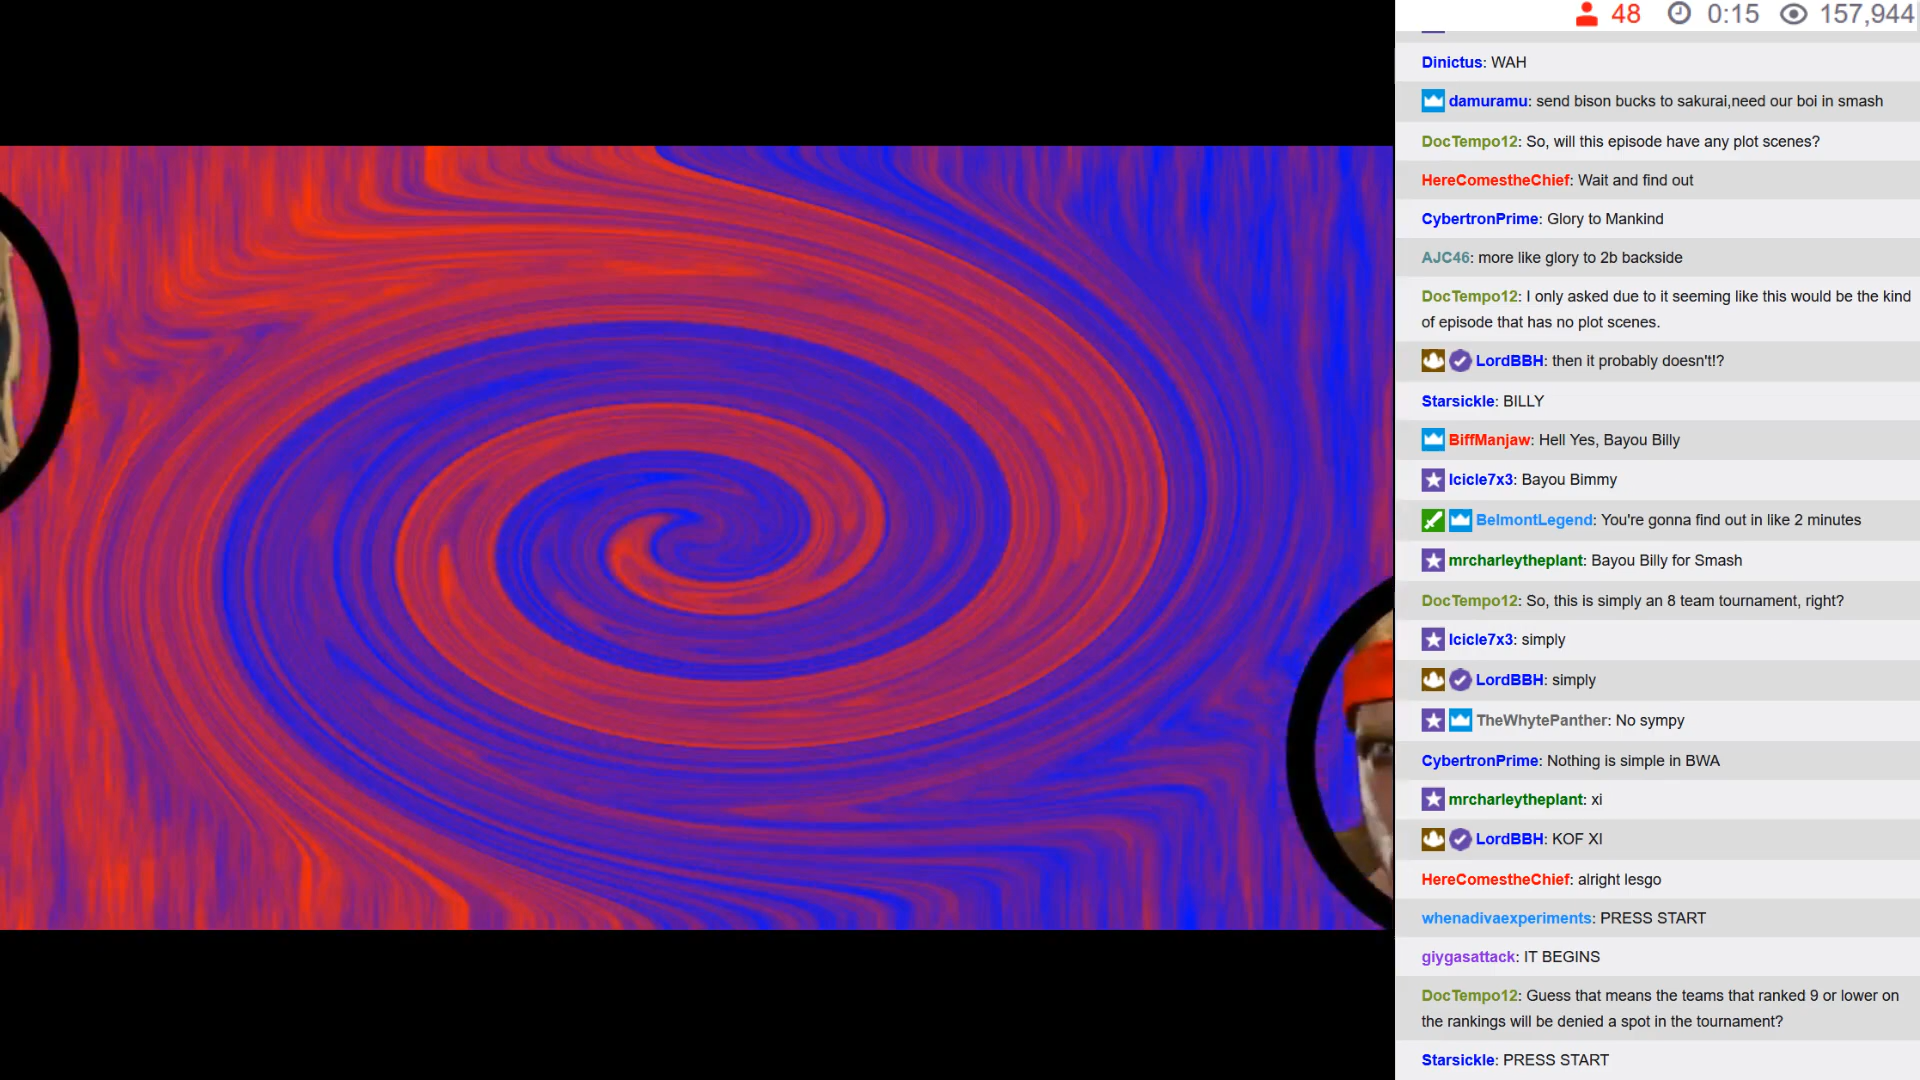 48 0:15 157,944
Dinictus: WAH
damuramu: send bison bucks to sakurai,need our boi in smash
DocTempo12: So, will this episode have any plot scenes?
HereComestheChief: Wait and find out
CybertronPrime: Glory to Mankind
AJC46: more like glory to 2b backside
DocTempo12: I only asked due to it seeming like this would be the kind
of episode that has no plot scenes.
LordBBH: then it probably doesn't!?
Starsickle: BILLY
BiffManjaw: Hell Yes, Bayou Billy
Icicle7x3: Bayou Bimmy
BelmontLegend: You're gonna find out in like 2 minutes
mrcharleytheplant: Bayou Billy for Smash
DocTempo12: So, this is simply an 8 team tournament, right?
Icicle7x3: simply
LordBBH: simply
TheWhytePanther: No sympy
CybertronPrime: Nothing is simple in BWA
mrcharleytheplant: xi
LordBBH: KOF XI
HereComestheChief: alright lesgo
whenadivaexperiments: PRESS START
giygasattack: IT BEGINS
DocTempo12: Guess that means the teams that ranked 9 or lower on
the rankings will be denied a spot in the tournament?
Starsickle: PRESS START